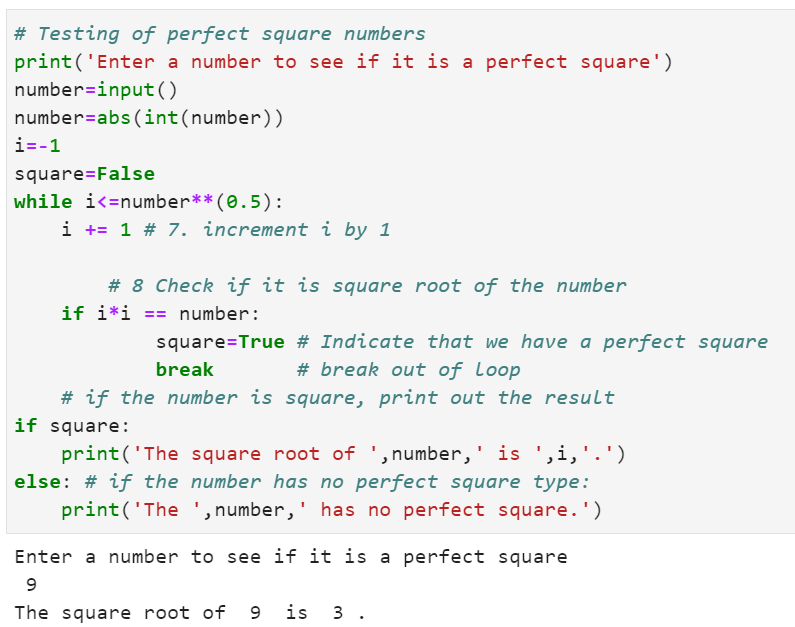 # Testing of perfect square numbers
print('Enter a number to see if it is a perfect square')
number=input()
number=abs(int(number))
i=-1
square=False
while i<=number**(0.5):
    i += 1 # 7. increment i by 1
        # 8 Check if it is square root of the number
    if i*i == number:
            square=True # Indicate that we have a perfect square
            break       # break out of loop
    # if the number is square, print out the result
if square:
    print('The square root of ',number,' is ',i,'.')
else: # if the number has no perfect square type:
    print('The ',number,' has no perfect square.')
Enter a number to see if it is a perfect square
 9
The square root of  9  is  3 .